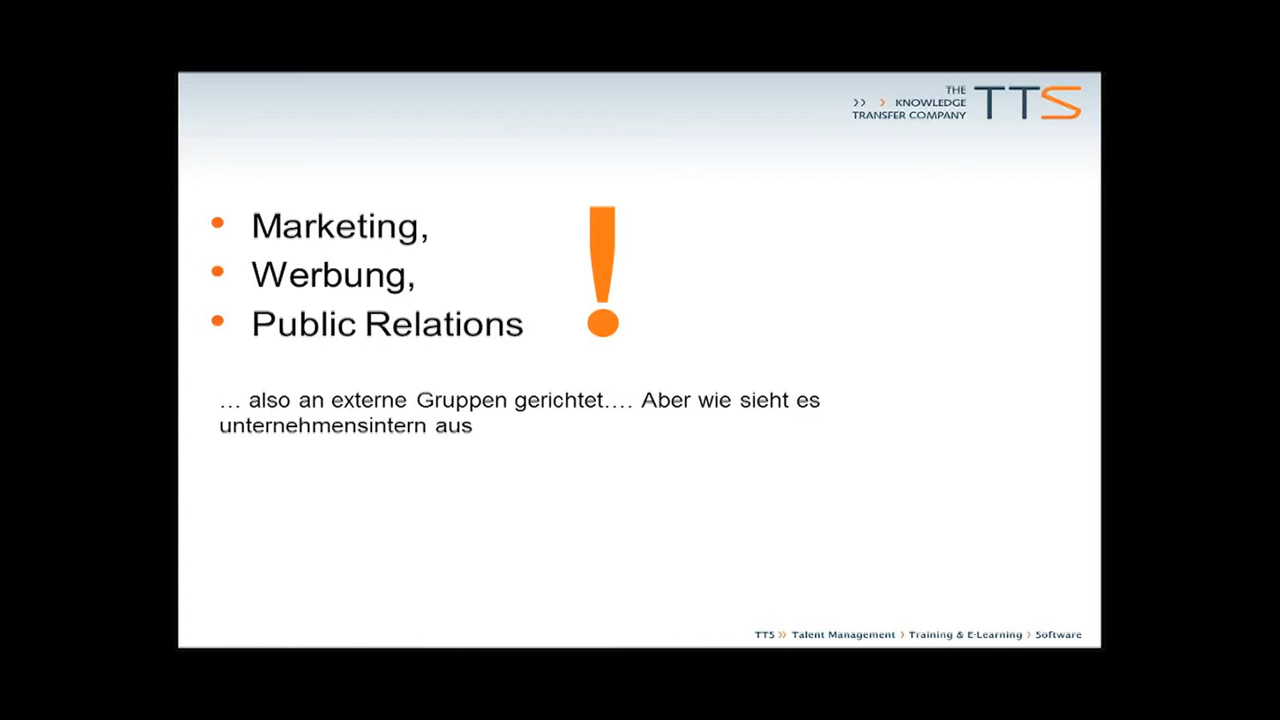 THE
>> > KNOWLEDGE
TRANSFER COMPANY
TTS
• Marketing,
• Werbung,
• Public Relations
!
… also an externe Gruppen gerichtet…. Aber wie sieht es
unternehmensintern aus
TTS >> Talent Management > Training & E-Learning > Software